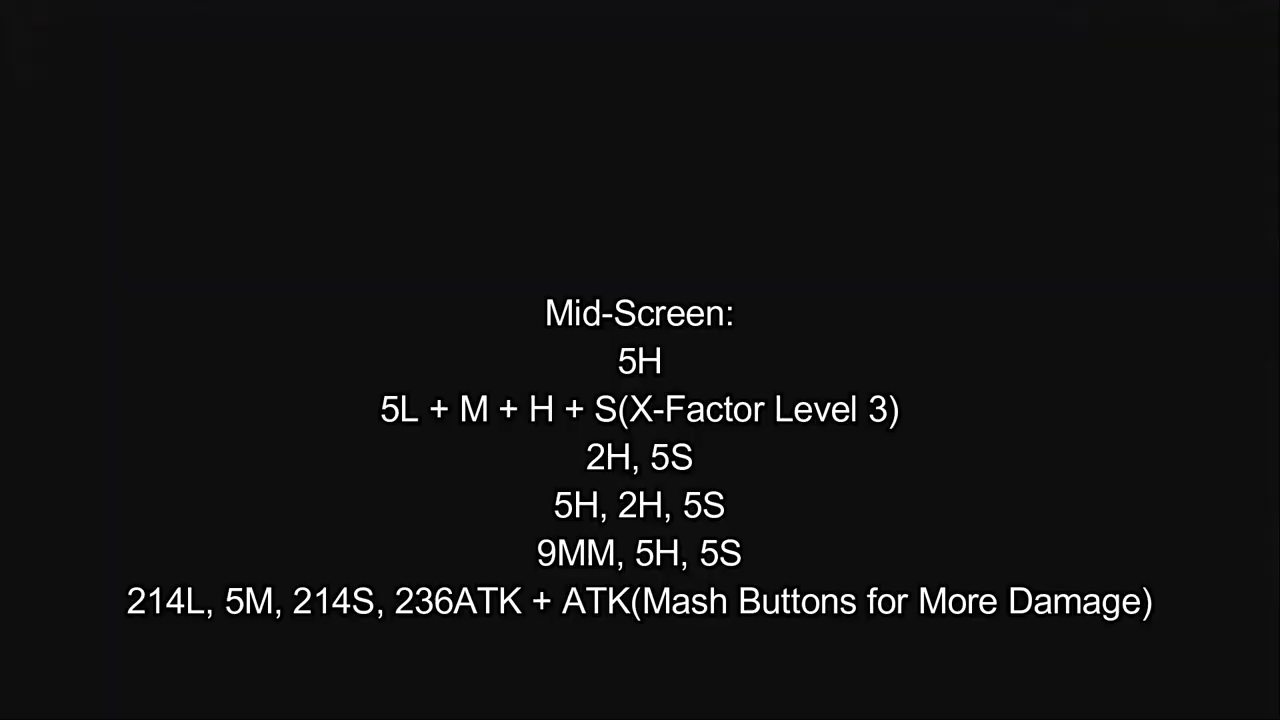 Mid-Screen:
5H
5L + M + H + S(X-Factor Level 3)
2H, 5S
5H, 2H, 5S
9MM, 5H, 5S
214L, 5M, 214S, 236ATK + ATK(Mash Buttons for More Damage)